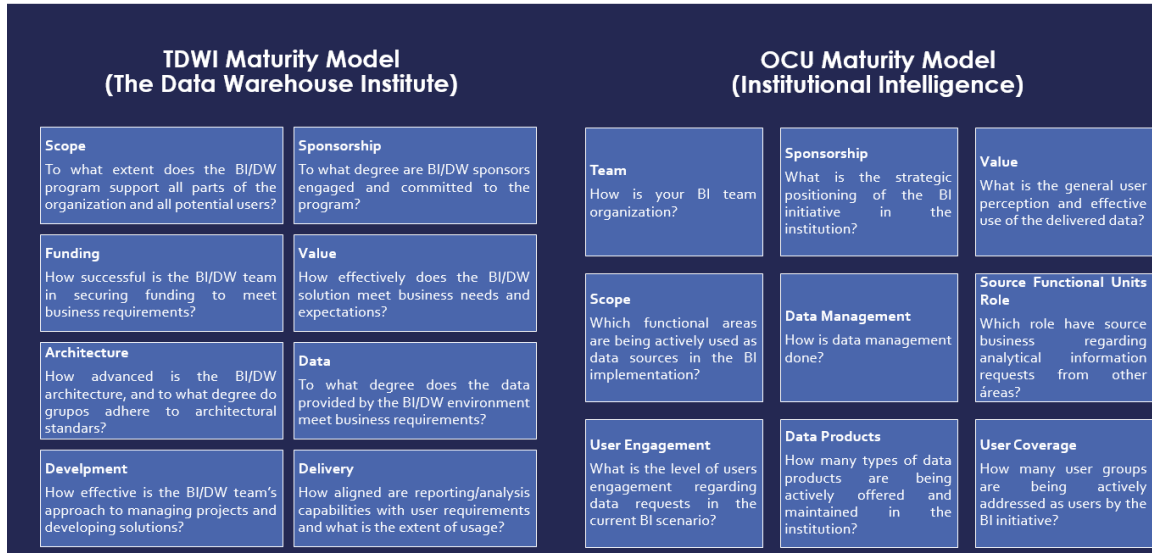 TDWI Maturity Model
(The Data Warehouse Institute)
Scope
To what extent does the BI/DW
program support all parts of the
organization and all potential users?
Sponsorship
To what degree are BI/DW sponsors
engaged and committed to the
program?
Funding
How successful is the BI/DW team
in securing funding to meet
business requirements?
Value
How effectively does the BI/DW
solution meet business needs and
expectations?
Architecture
How advanced is the BI/DW
architecture, and to what degree do
grupos adhere to architectural
standars?
Data
To what degree does the data
provided by the BI/DW environment
meet business requirements?
Develpment
How effective is the BI/DW team's
approach to managing projects and
developing solutions?
Delivery
How aligned are reporting/analysis
capabilities with user requirements
and what is the extent of usage?
OCU Maturity Model
(Institutional Intelligence)
Team
How is your BI team
organization?
Sponsorship
What is the strategic
positioning of the BI
initiative in the
institution?
Value
What is the general user
perception and effective
use of the delivered data?
Scope
Which functional areas
are being actively used as
data sources in the BI
implementation?
Data Management
How is data management
done?
Source Functional Units
Role
Which role have source
business regarding
analytical information
requests from other
áreas?
User Engagement
What is the level of users
engagement regarding
data requests in the
current BI scenario?
Data Products
How many types of data
products are being
actively offered and
maintained in the
institution?
User Coverage
How many user groups
are being actively
addressed as users by the
BI initiative?